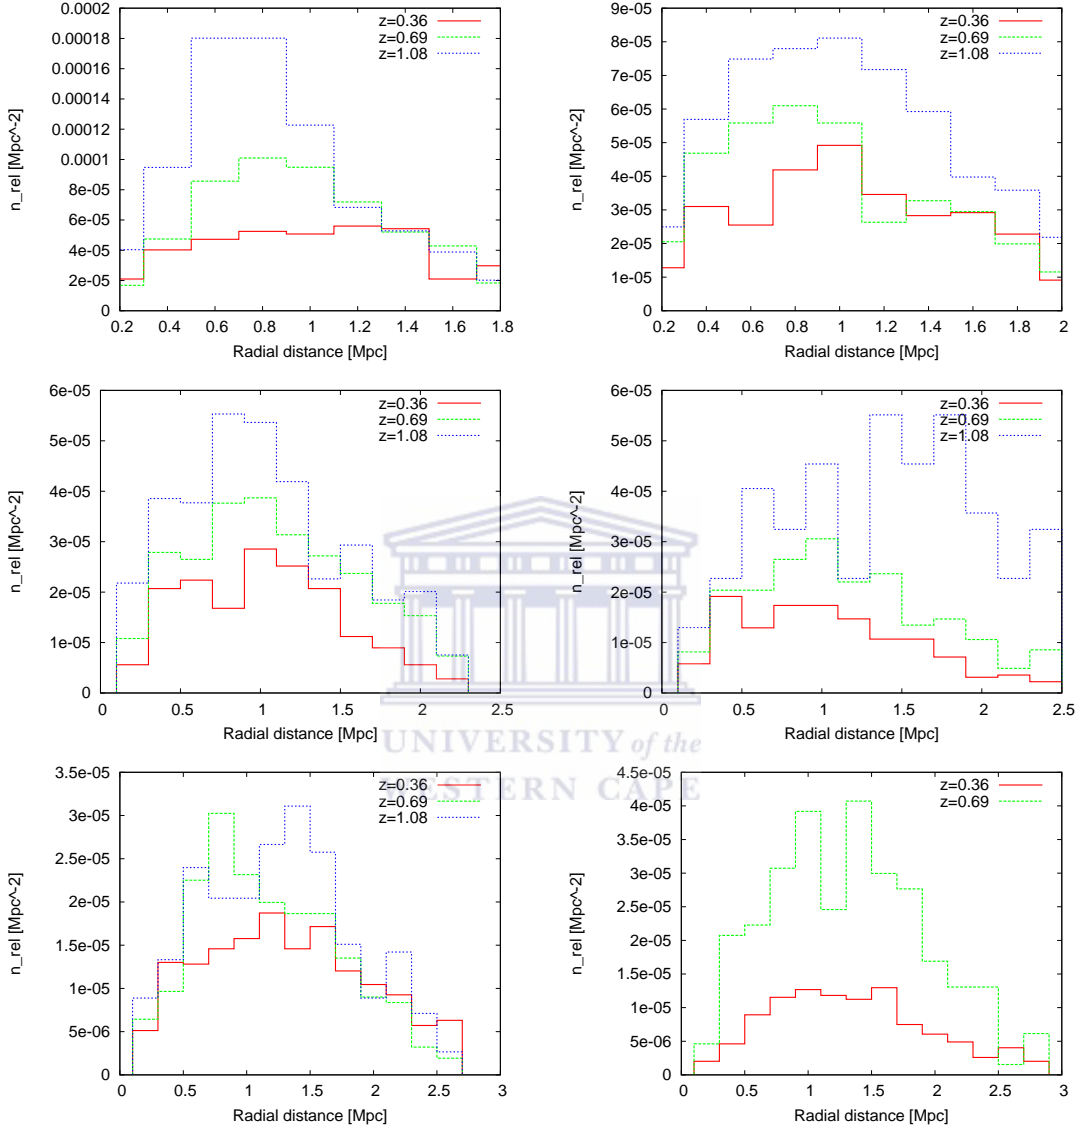 0.0002
0.00018
0.00016
0.00014
0.00012
0.0001
8e-05
6e-05
4e-05
2e-05
0
n_rel [Mpc^-2]
z=0.36
z=0.69
z=1.08
0.2 0.4 0.6 0.8 1 1.2 1.4 1.6 1.8
Radial distance [Mpc]
9e-05
8e-05
7e-05
6e-05
5e-05
4e-05
3e-05
2e-05
1e-05
0
n_rel [Mpc^-2]
z=0.36
z=0.69
z=1.08
0.2 0.4 0.6 0.8 1 1.2 1.4 1.6 1.8 2
Radial distance [Mpc]
6e-05
5e-05
4e-05
3e-05
2e-05
1e-05
0
n_rel [Mpc^-2]
z=0.36
z=0.69
z=1.08
0 0.5 1 1.5 2 2.5
Radial distance [Mpc]
6e-05
5e-05
4e-05
3e-05
2e-05
1e-05
0
n_rel [Mpc^-2]
z=0.36
z=0.69
z=1.08
0 0.5 1 1.5 2 2.5
Radial distance [Mpc]
UNIVERSITY of the
WESTERN CAPE
3.5e-05
3e-05
2.5e-05
2e-05
1.5e-05
1e-05
5e-06
0
n_rel [Mpc^-2]
z=0.36
z=0.69
z=1.08
0 0.5 1 1.5 2 2.5 3
Radial distance [Mpc]
4.5e-05
4e-05
3.5e-05
3e-05
2.5e-05
2e-05
1.5e-05
1e-05
5e-06
0
n_rel [Mpc^-2]
z=0.36
z=0.69
0 0.5 1 1.5 2 2.5 3
Radial distance [Mpc]